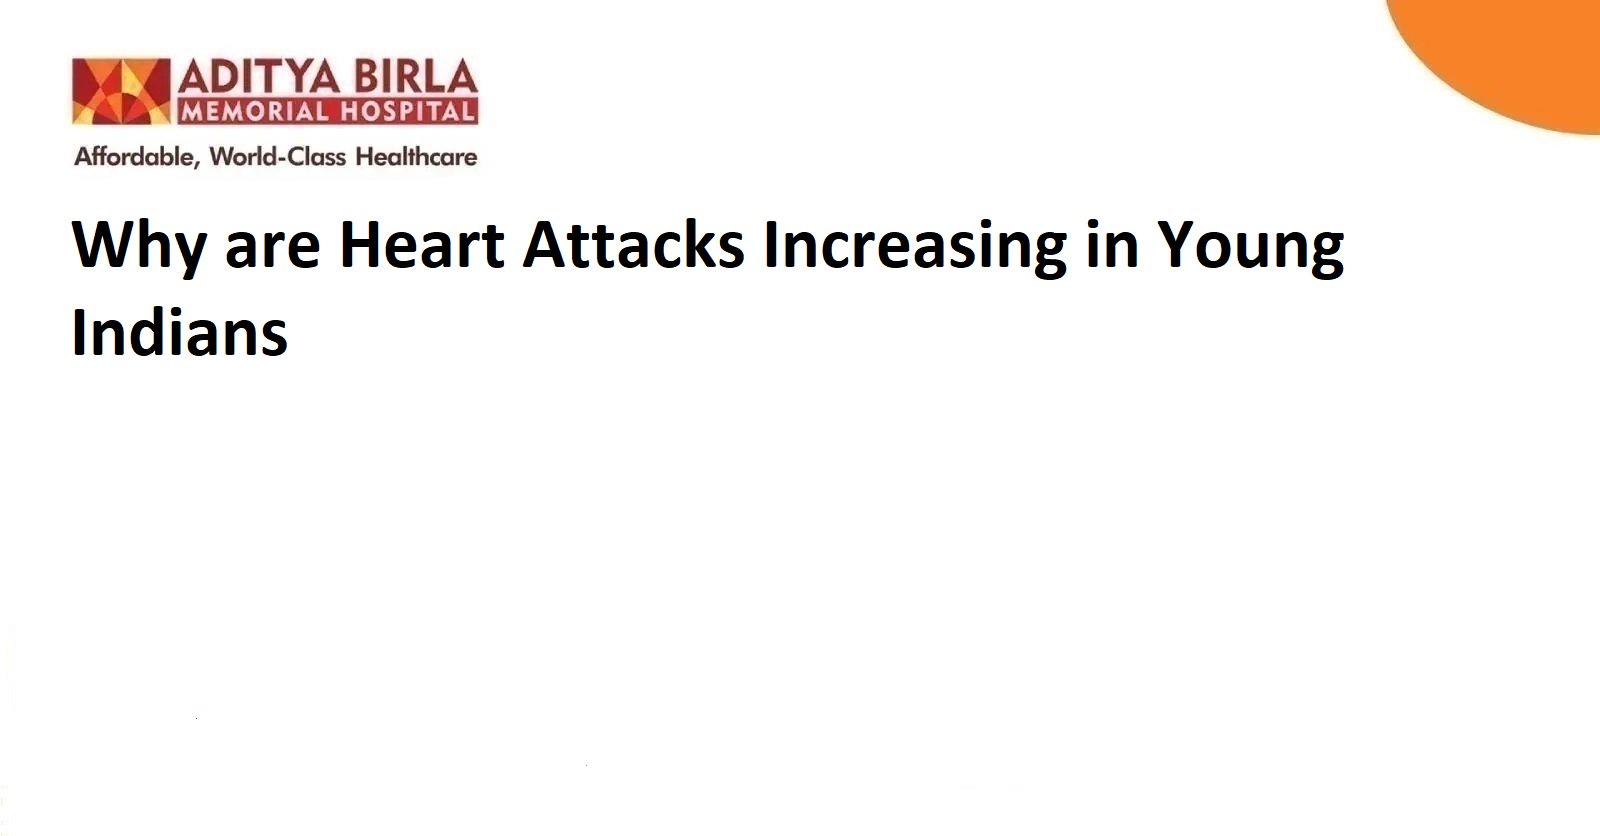 ADITYA BIRLA
MEMORIAL HOSPITAL
Affordable, World-Class Healthcare
Why are Heart Attacks Increasing in Young
Indians